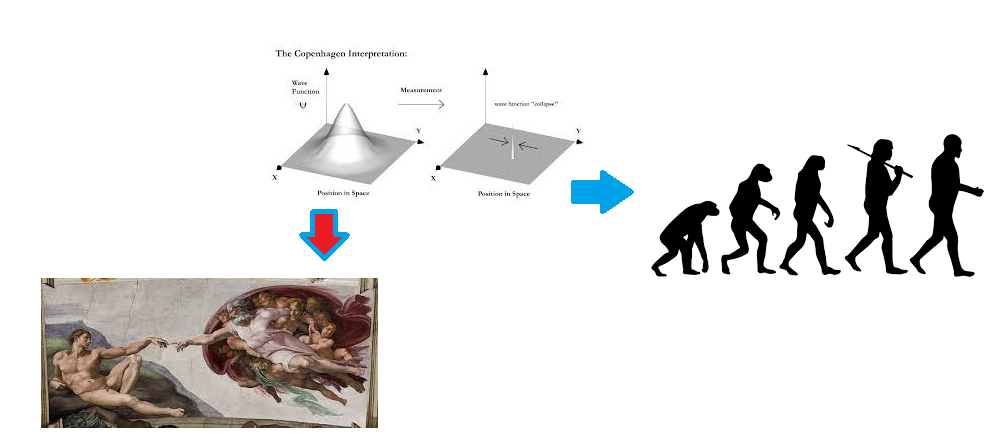 The Copenhagen Interpretation:
Wave
Function
Ψ
Measurement
wave function "collapse"
Y
Y
X
X
Position in Space
Position in Space